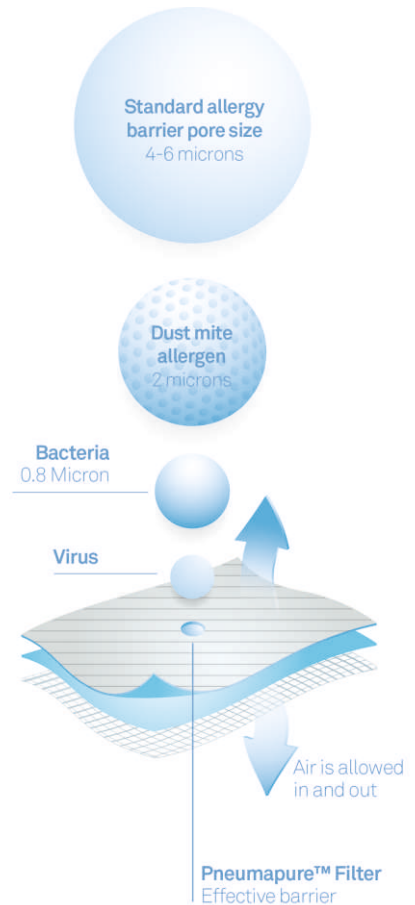 Standard allergy
barrier pore size
4-6 microns
Dust mite
allergen
2 microns
Bacteria
0.8 Micron
Virus
Air is allowed
in and out
Pneumapure™ Filter
Effective barrier